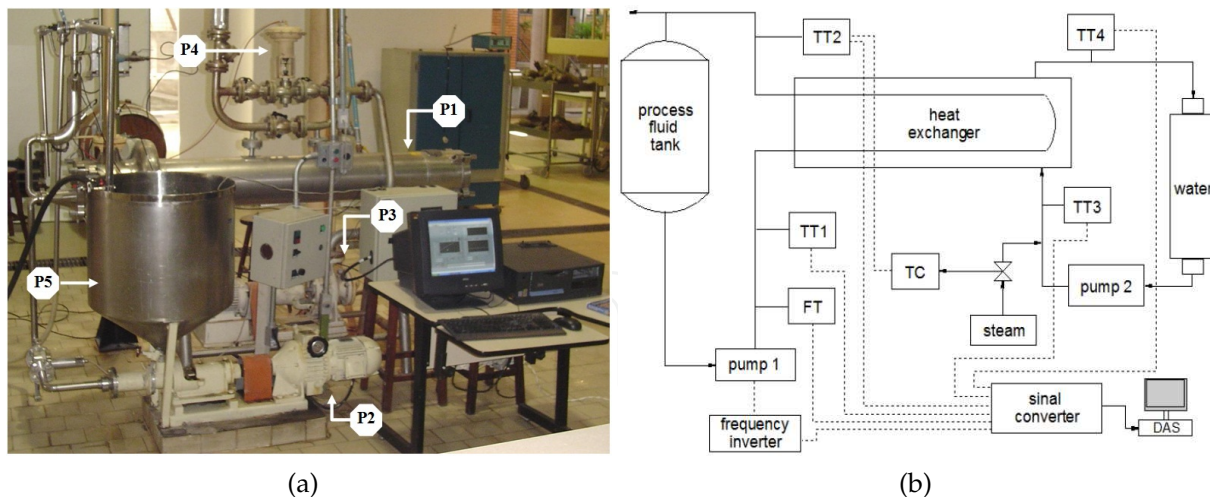 P4
P1
P3
P5
P2
(a)
TT2
TT4
process
fluid
tank
heat
exchanger
water
TT1
TT3
TC
FT
pump 2
steam
pump 1
frequency
inverter
sinal
converter
DAS
(b)